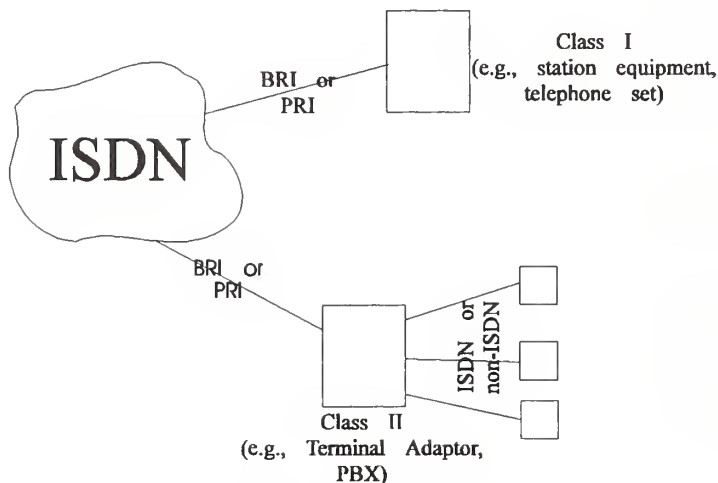 Class I
(e.g., station equipment,
telephone set)
BRI or
PRI
ISDN
BRI or
PRI
ISDN or
non-ISDN
Class II
(e.g., Terminal Adaptor,
PBX)